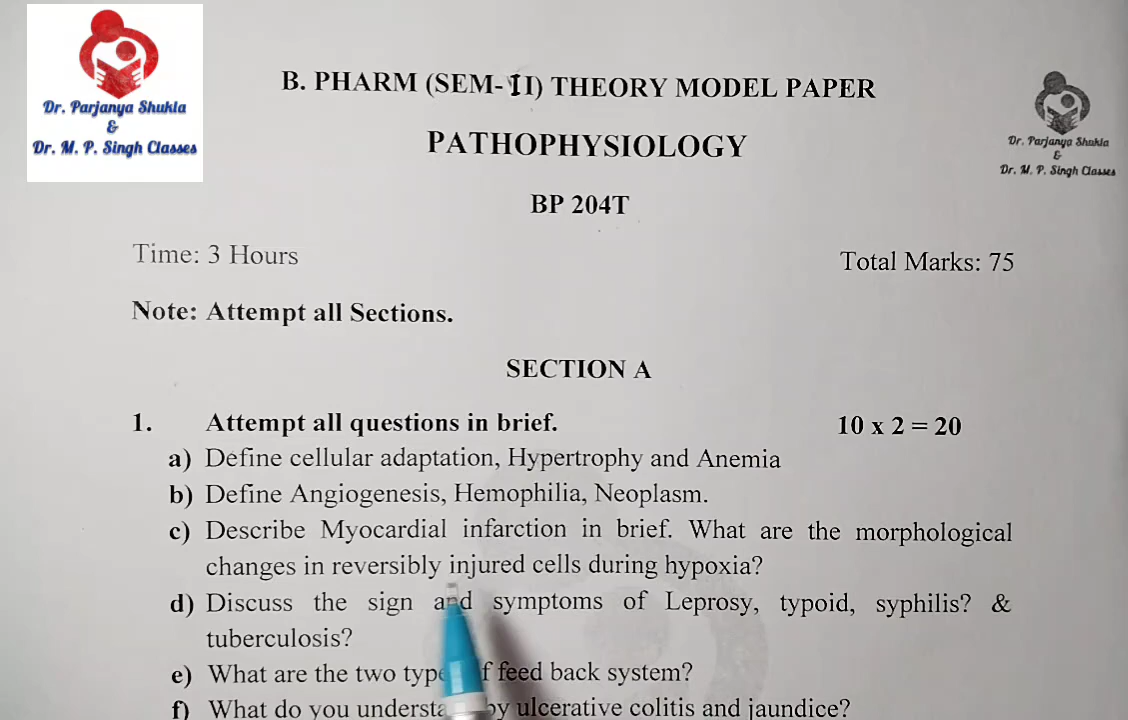 Dr. Parjanya Shukla
&
Dr. M. P. Singh Classes
B. PHARM (SEM-II) THEORY MODEL PAPER
PATHOPHYSIOLOGY
BP 204T
Dr. Parjanya Shukla
&
Dr. M. P. Singh Classes
Time: 3 Hours
Total Marks: 75
Note: Attempt all Sections.
SECTION A
1. Attempt all questions in brief. 10 x 2 = 20
a) Define cellular adaptation, Hypertrophy and Anemia
b) Define Angiogenesis, Hemophilia, Neoplasm.
c) Describe Myocardial infarction in brief. What are the morphological
changes in reversibly injured cells during hypoxia?
d) Discuss the sign and symptoms of Leprosy, typoid, syphilis? &
tuberculosis?
e) What are the two feed back system?
f) What do you by ulcerative colitis and jaundice?